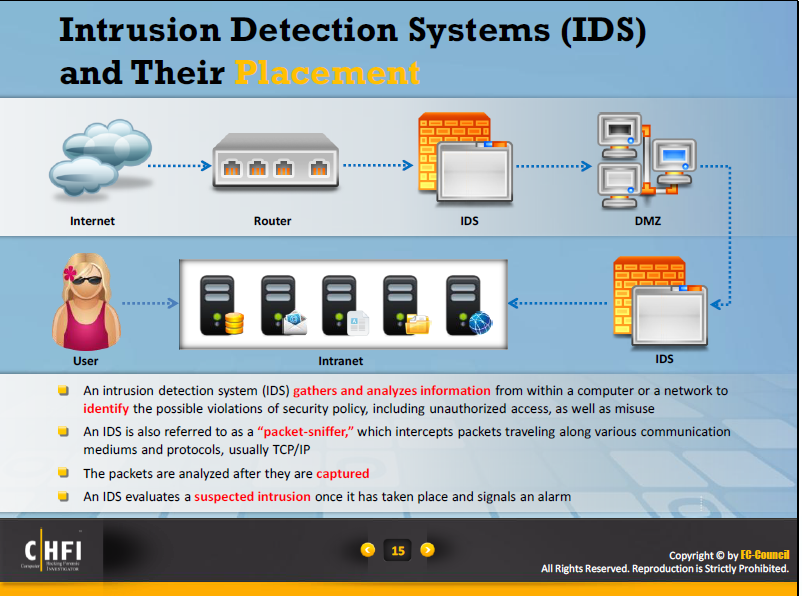 Intrusion Detection Systems (IDS)
and Their Placement
Internet
Router
IDS
DMZ
User
Intranet
IDS
An intrusion detection system (IDS) gathers and analyzes information from within a computer or a network to
identify the possible violations of security policy, including unauthorized access, as well as misuse
An IDS is also referred to as a “packet-sniffer,” which intercepts packets traveling along various communication
mediums and protocols, usually TCP/IP
The packets are analyzed after they are captured
An IDS evaluates a suspected intrusion once it has taken place and signals an alarm
CHFI
Computer Hacking Forensic
INVESTIGATOR
15
Copyright © by EC-Council
All Rights Reserved. Reproduction is Strictly Prohibited.